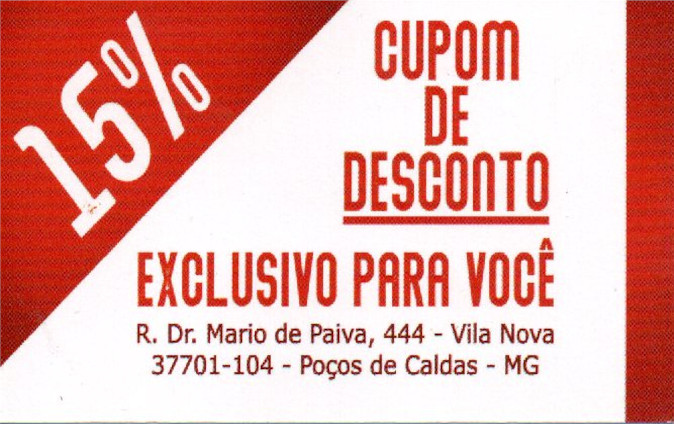 15%
CUPOM
DE
DESCONTO
EXCLUSIVO PARA VOCÊ
R. Dr. Mario de Paiva, 444 - Vila Nova
37701-104 - Poços de Caldas - MG